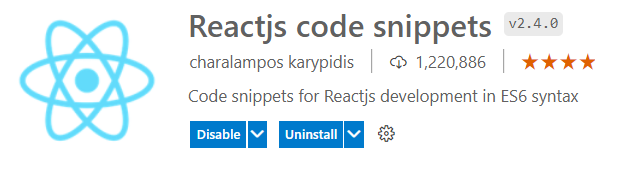 Reactjs code snippets v2.4.0
charalampos karypidis 1,220,886
Code snippets for Reactjs development in ES6 syntax
Disable Uninstall